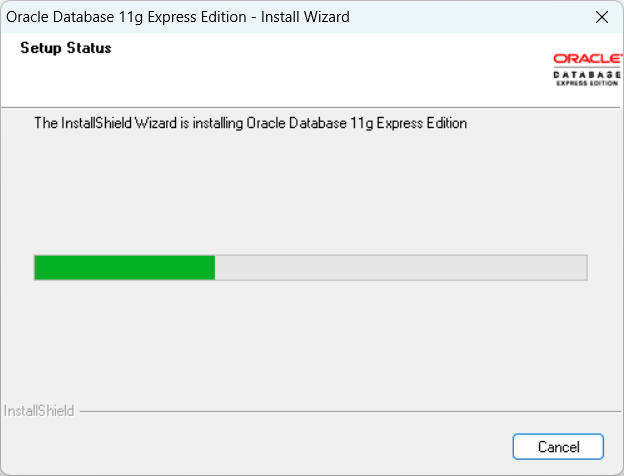 Oracle Database 11g Express Edition - Install Wizard
Setup Status
ORACLE
DATABASE
EXPRESS EDITION
The InstallShield Wizard is installing Oracle Database 11g Express Edition
InstallShield
Cancel